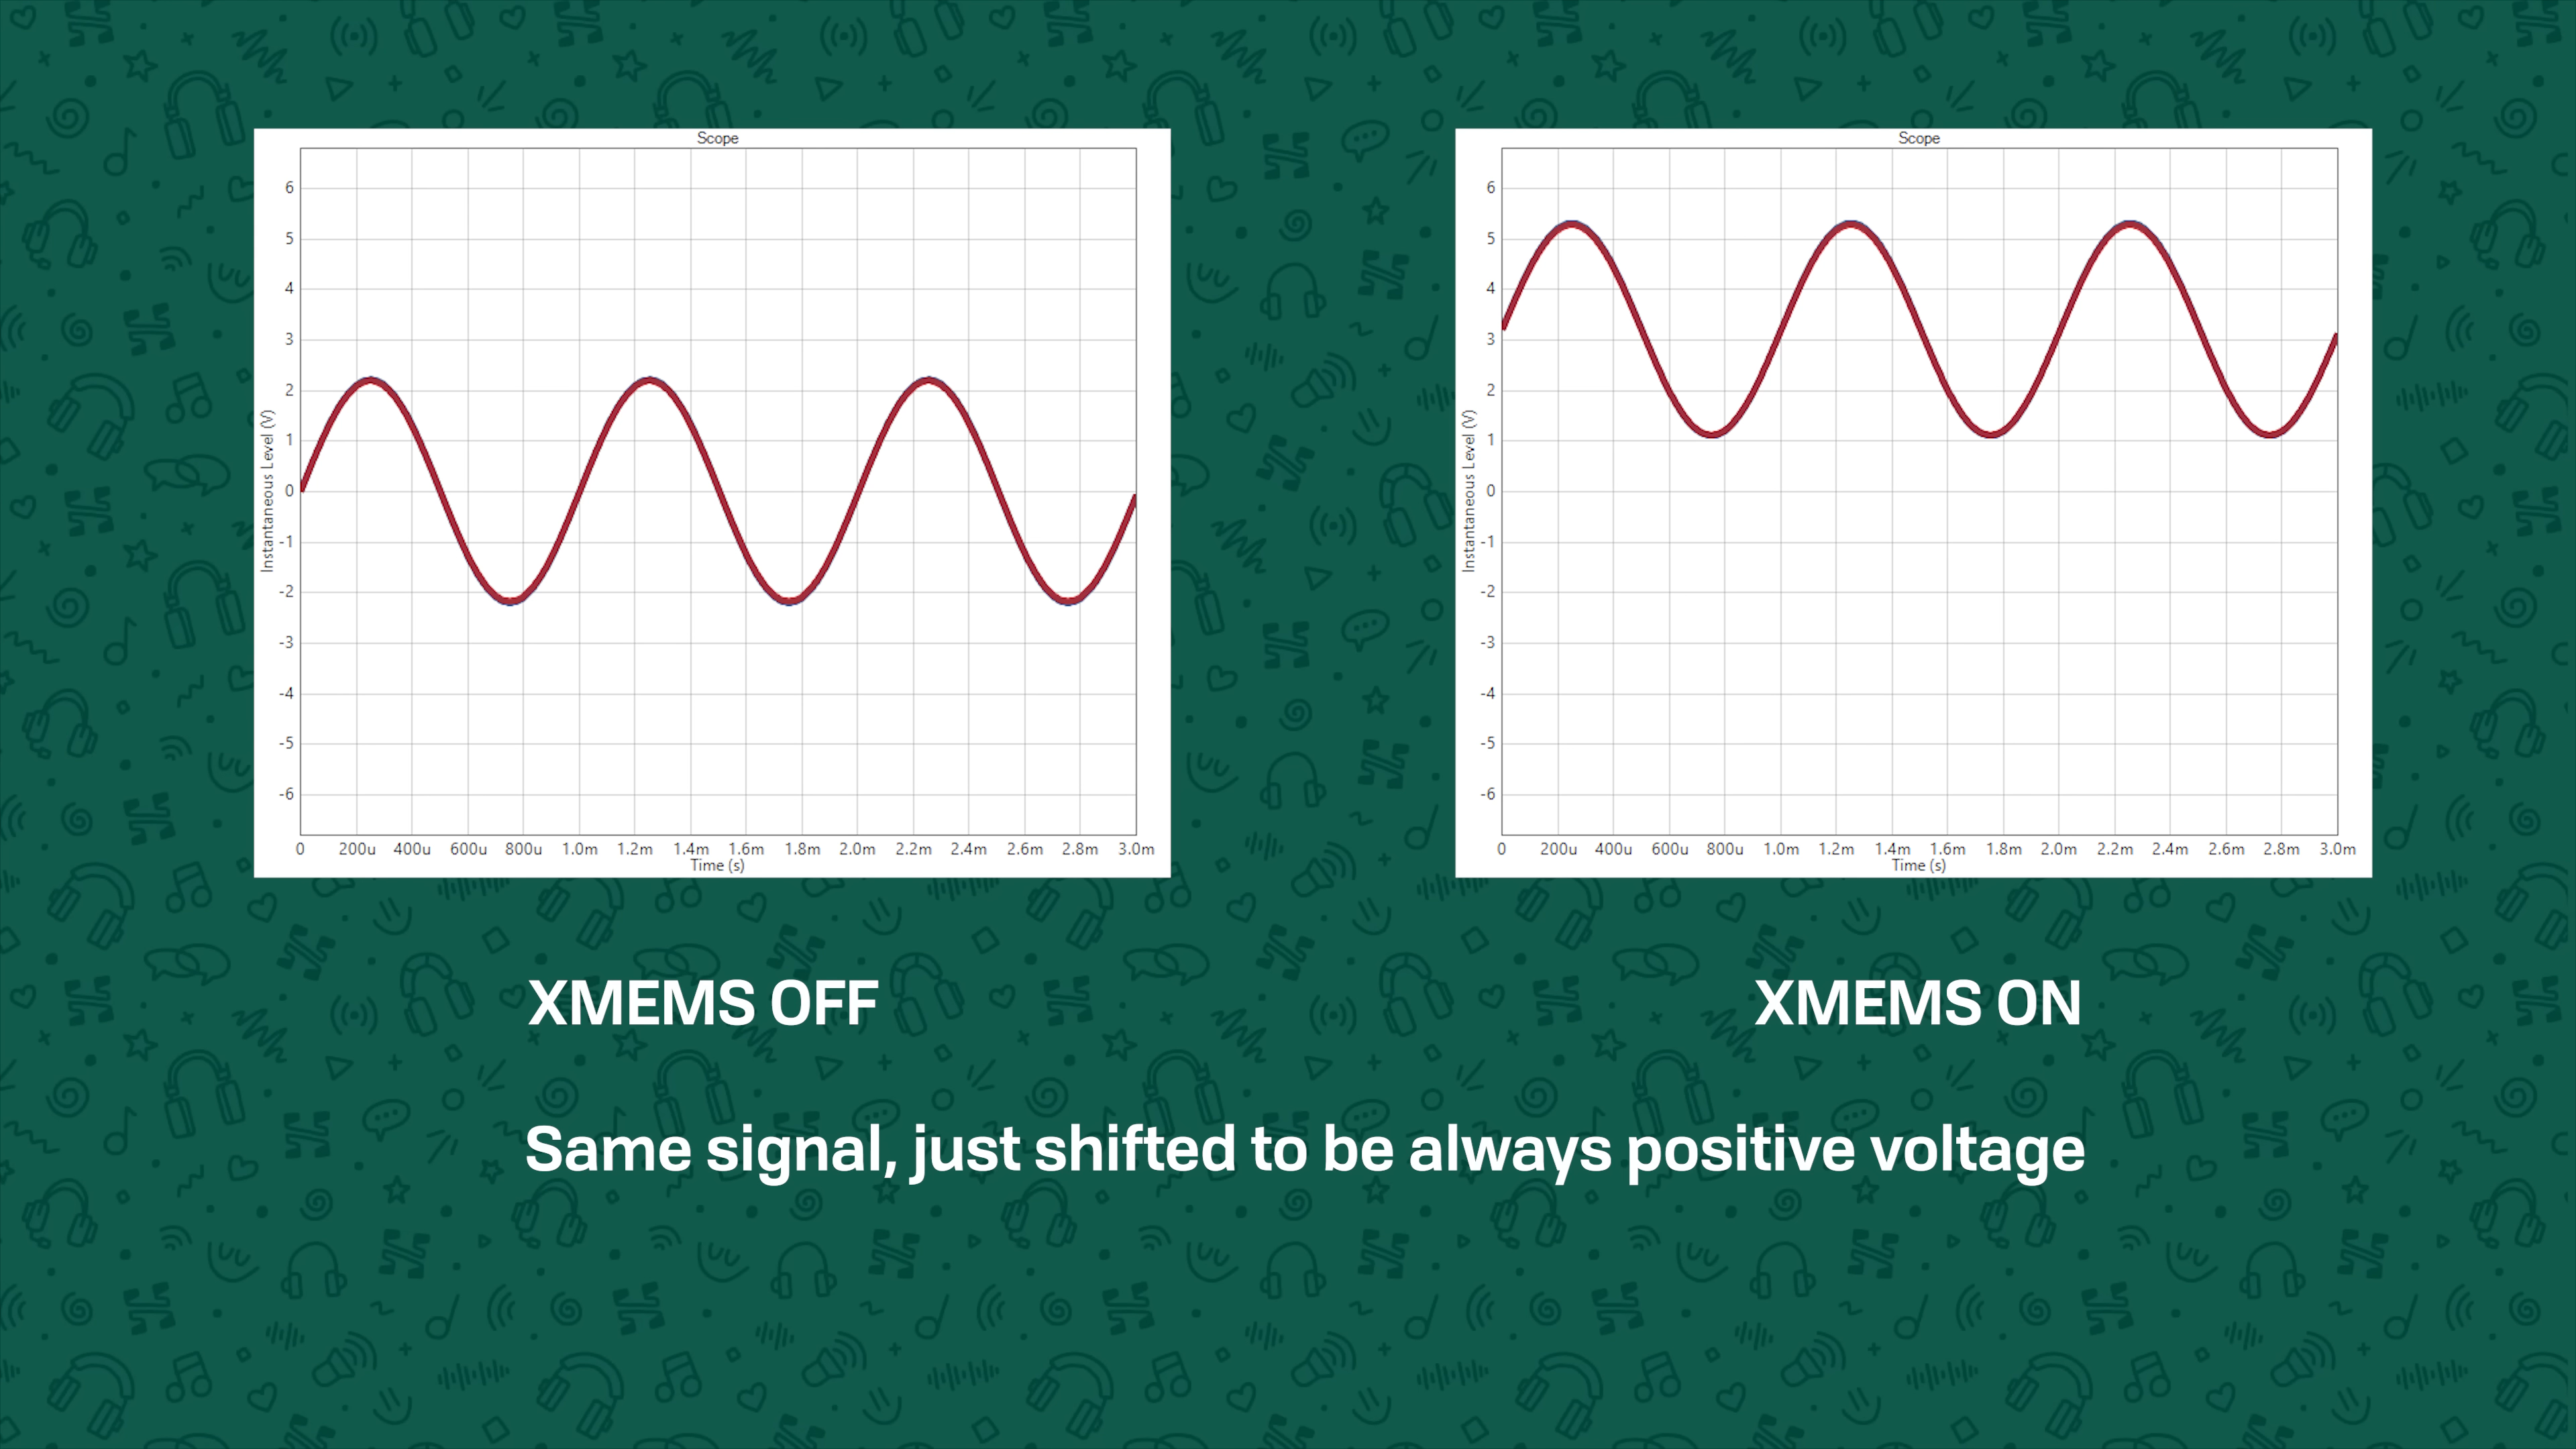 Scope
6
5
4
3
2
1
0
-1
-2
-3
-4
-5
-6
Instantaneous Level (V)
0 200u 400u 600u 800u 1.0m 1.2m 1.4m 1.6m 1.8m 2.0m 2.2m 2.4m 2.6m 2.8m 3.0m
Time (s)
Scope
6
5
4
3
2
1
0
-1
-2
-3
-4
-5
-6
Instantaneous Level (V)
0 200u 400u 600u 800u 1.0m 1.2m 1.4m 1.6m 1.8m 2.0m 2.2m 2.4m 2.6m 2.8m 3.0m
Time (s)
XMEMS OFF
XMEMS ON
Same signal, just shifted to be always positive voltage